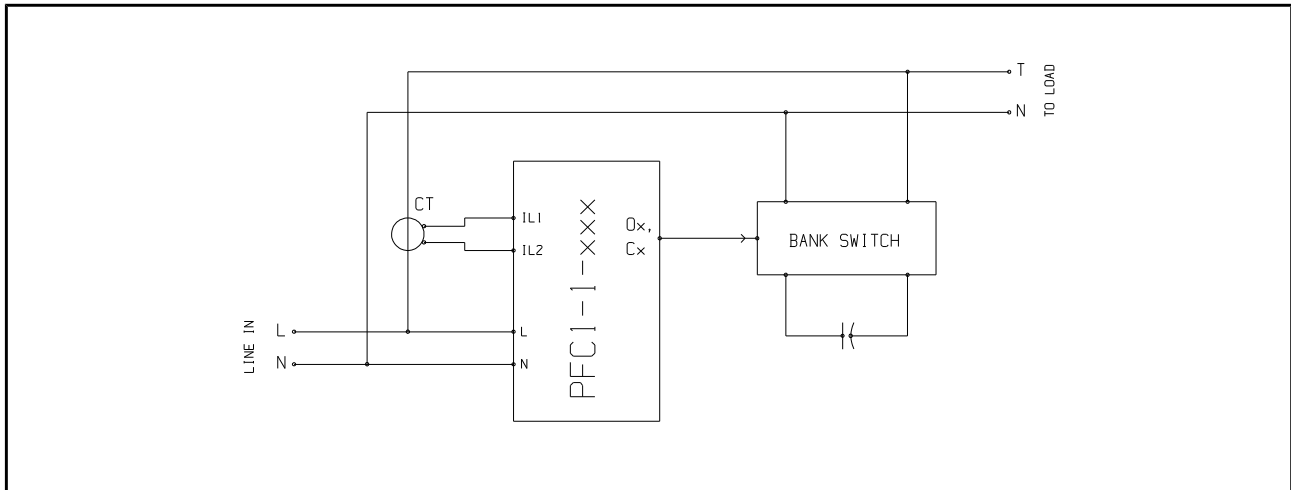 T
N
TO LOAD
CT
IL1
IL2
L
N
PFC1-1-XXX
Ox,
Cx
BANK SWITCH
LINE IN
L
N